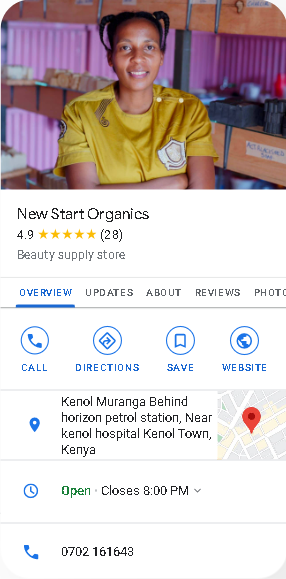 New Start Organics
4.9 ★★★★★ (28)
Beauty supply store
OVERVIEW UPDATES ABOUT REVIEWS PHOTO
CALL DIRECTIONS SAVE WEBSITE
Kenol Muranga Behind
horizon petrol station, Near
kenol hospital Kenol Town,
Kenya
Open · Closes 8:00 PM
0702 161643